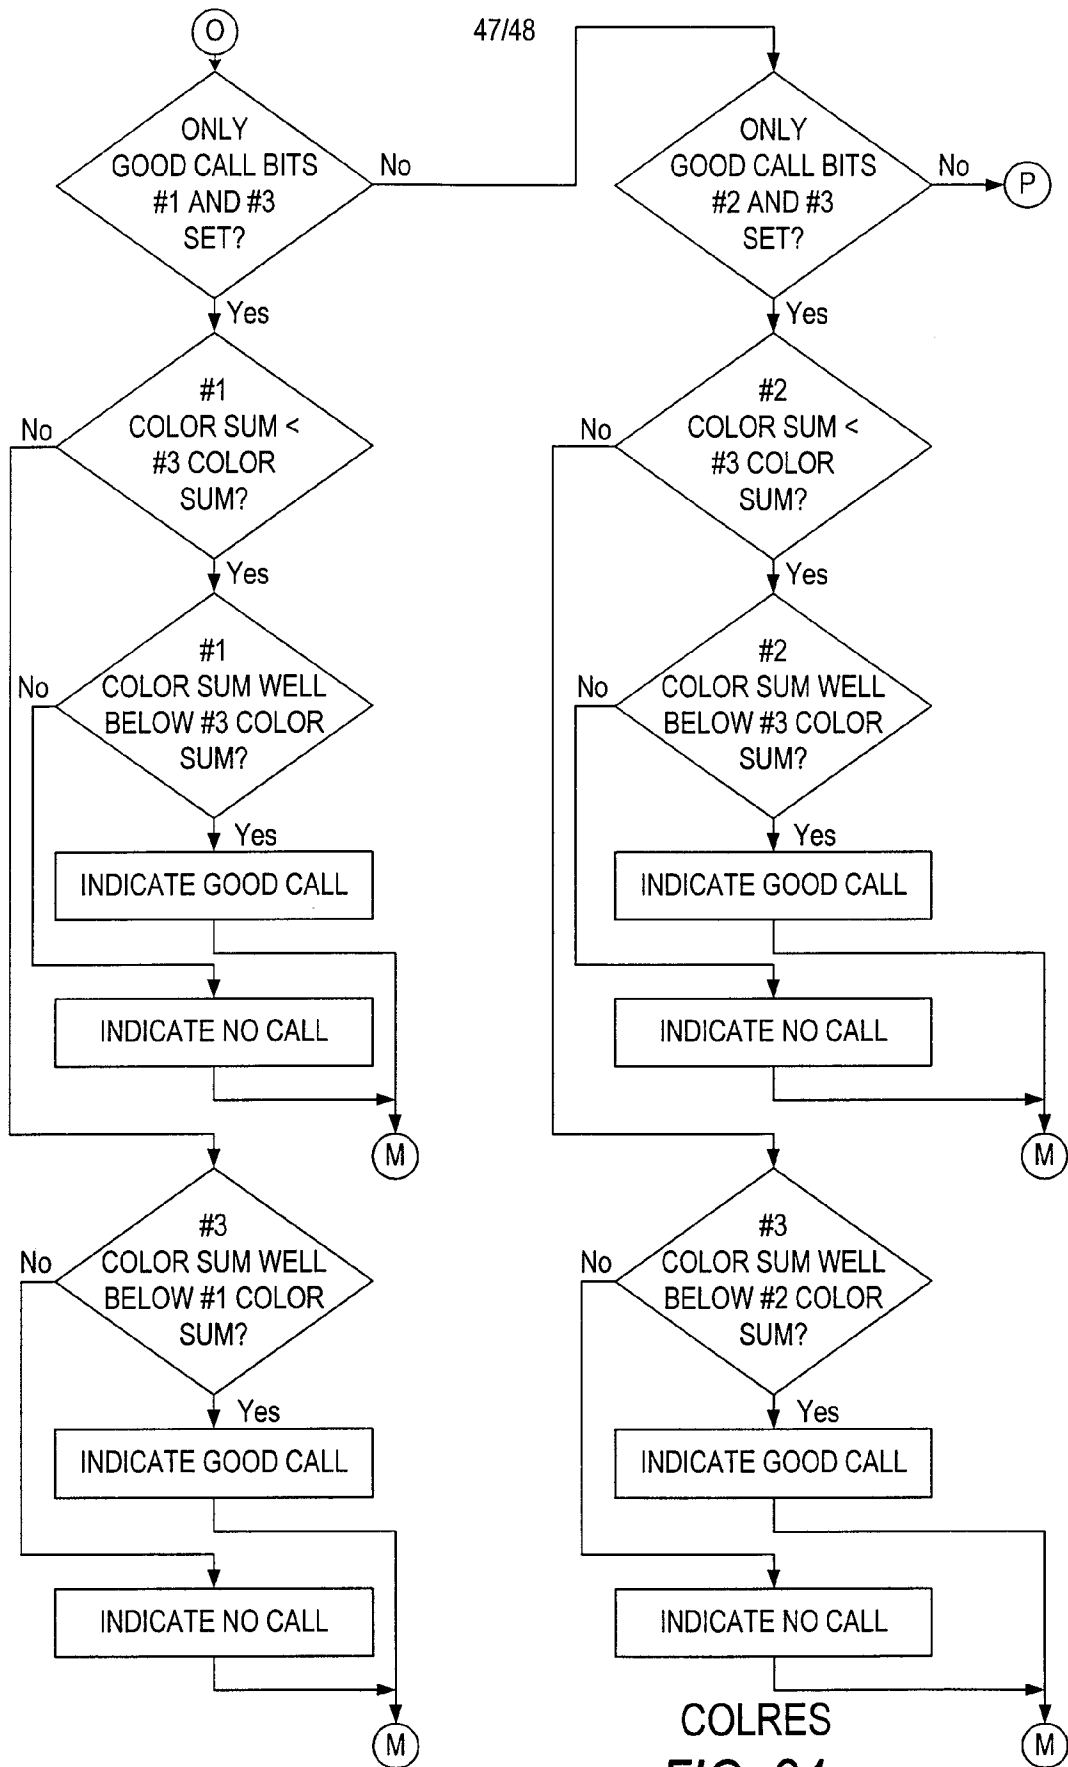 47/48
O
ONLY
GOOD CALL BITS
#1 AND #3
SET?
No
Yes
#1
COLOR SUM <
#3 COLOR
SUM?
No
Yes
#1
COLOR SUM WELL
BELOW #3 COLOR
SUM?
No
Yes
INDICATE GOOD CALL
INDICATE NO CALL
M
#3
COLOR SUM WELL
BELOW #1 COLOR
SUM?
No
Yes
INDICATE GOOD CALL
INDICATE NO CALL
M
ONLY
GOOD CALL BITS
#2 AND #3
SET?
No
P
Yes
#2
COLOR SUM <
#3 COLOR
SUM?
No
Yes
#2
COLOR SUM WELL
BELOW #3 COLOR
SUM?
No
Yes
INDICATE GOOD CALL
INDICATE NO CALL
M
#3
COLOR SUM WELL
BELOW #2 COLOR
SUM?
No
Yes
INDICATE GOOD CALL
INDICATE NO CALL
M
COLRES